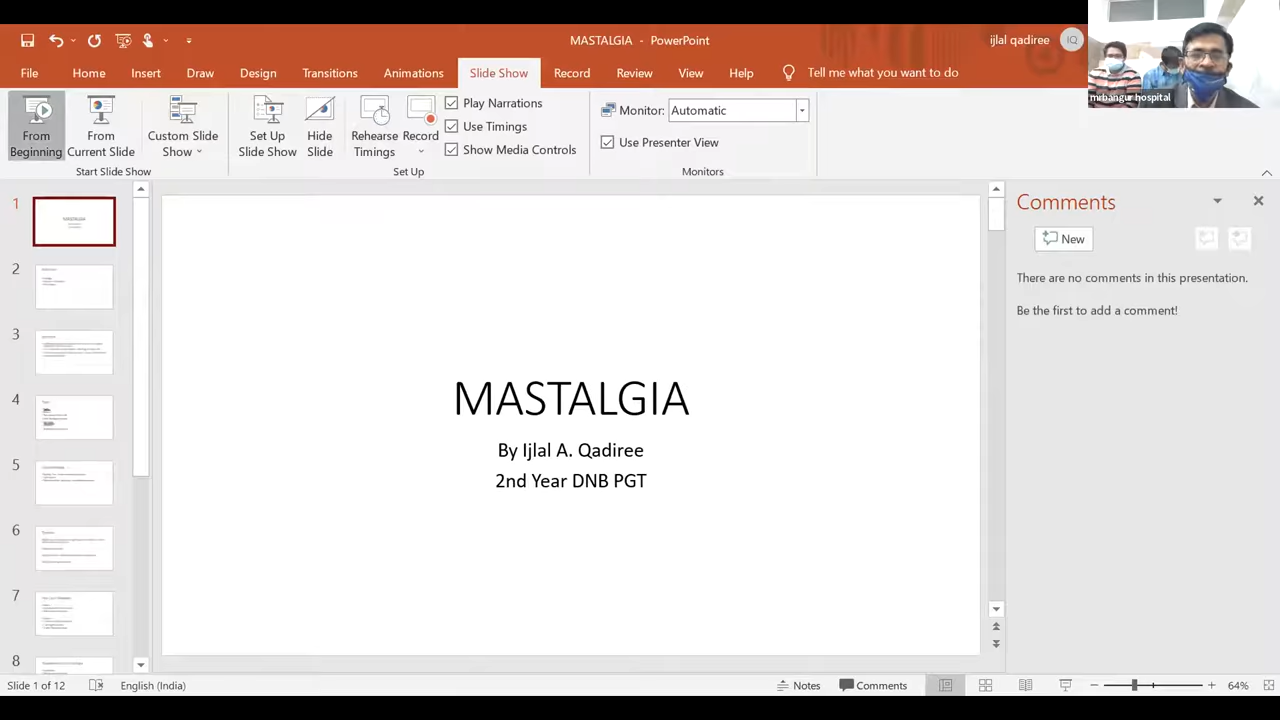 MASTALGIA - PowerPoint
ijlal qadiree IQ
File Home Insert Draw Design Transitions Animations Slide Show Record Review View Help Tell me what you want to do
mrbangur hospital
From Beginning
From Current Slide
Custom Slide Show
Start Slide Show
Set Up Slide Show
Hide Slide
Rehearse Timings
Record
Play Narrations
Use Timings
Show Media Controls
Set Up
Monitor: Automatic
Use Presenter View
Monitors
1
2
3
4
5
6
7
8
MASTALGIA
By Ijlal A. Qadiree
2nd Year DNB PGT
Comments
New
There are no comments in this presentation.
Be the first to add a comment!
Slide 1 of 12 English (India) Notes Comments 64%